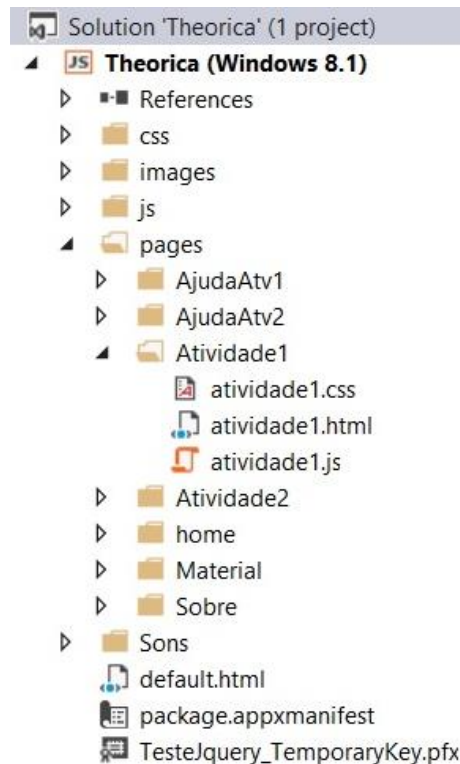 Solution 'Theorica' (1 project)
JS Theorica (Windows 8.1)
References
css
images
js
pages
AjudaAtv1
AjudaAtv2
Atividade1
atividade1.css
atividade1.html
atividade1.js
Atividade2
home
Material
Sobre
Sons
default.html
package.appxmanifest
TesteJquery_TemporaryKey.pfx